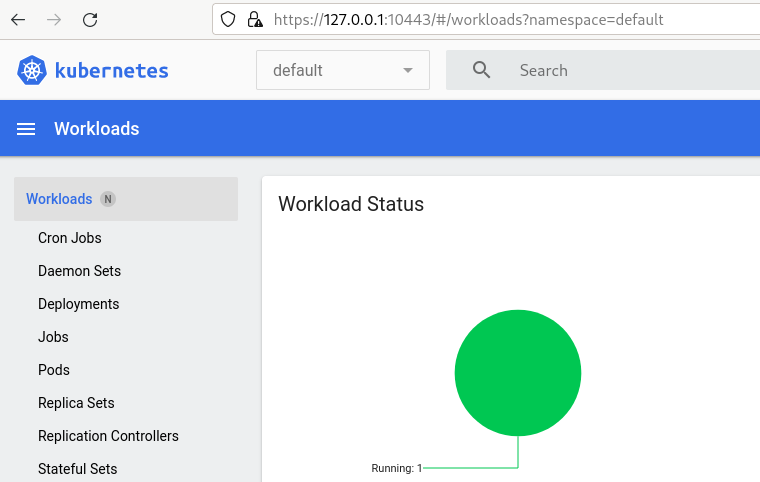 https://127.0.0.1:10443/#/workloads?namespace=default
kubernetes
default
Search
Workloads
Workloads N
Cron Jobs
Daemon Sets
Deployments
Jobs
Pods
Replica Sets
Replication Controllers
Stateful Sets
Workload Status
Running: 1